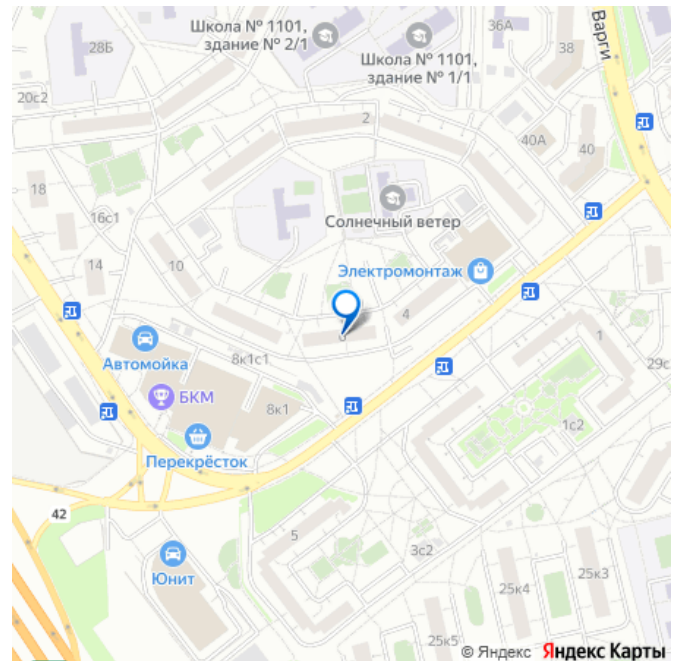 Школа № 1101,
здание № 2/1
36А
Варги
28Б
Школа № 1101,
здание № 1/1
38
20с2
2
40А
40
18
16с1
Солнечный ветер
14
10
Электромонтаж
4
1
Автомойка
8к1с1
29с
БКМ
8к1
1с2
Перекрёсток
42
5
3с2
Юнит
25к4
25к3
25к5
© Яндекс Яндекс Карты